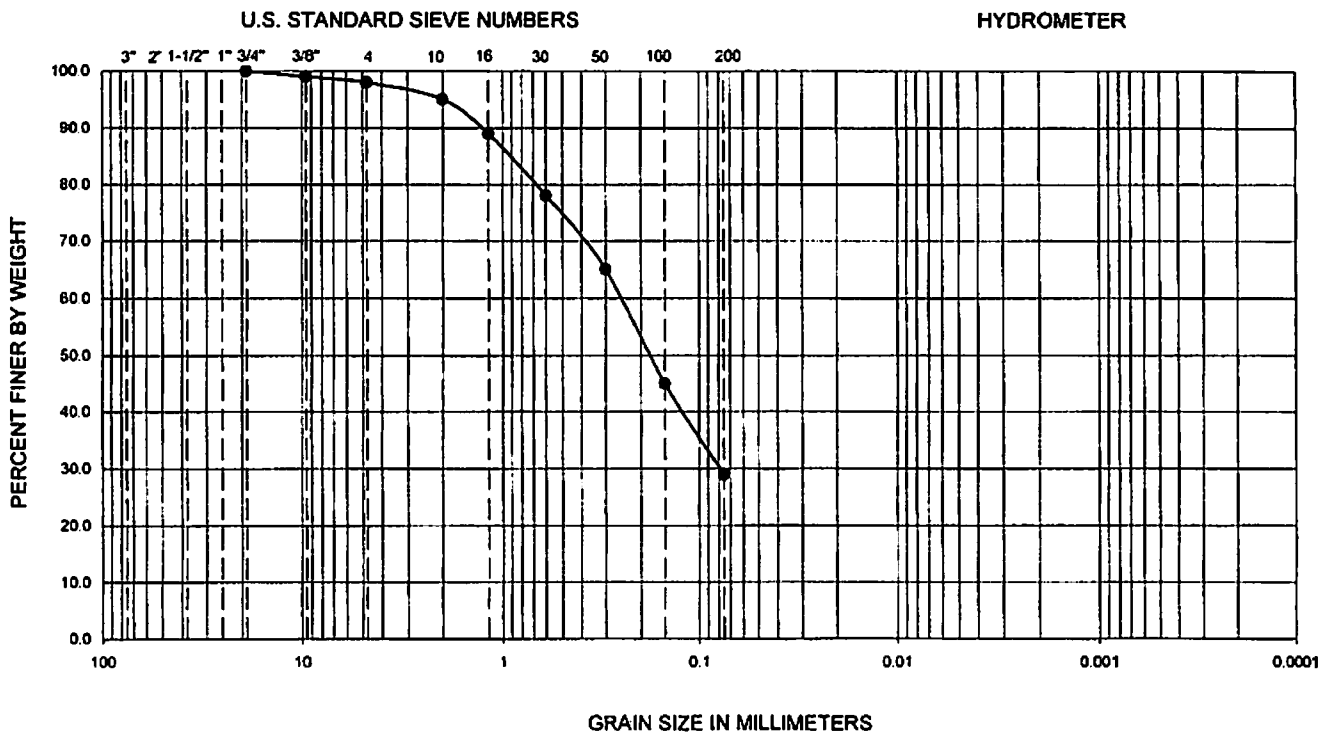 U.S. STANDARD SIEVE NUMBERS HYDROMETER
3" 2" 1-1/2" 1" 3/4" 3/8" 4 10 16 30 50 100 200
100.0
90.0
80.0
70.0
60.0
50.0
40.0
30.0
20.0
10.0
0.0
PERCENT FINER BY WEIGHT
100 10 1 0.1 0.01 0.001 0.0001
GRAIN SIZE IN MILLIMETERS